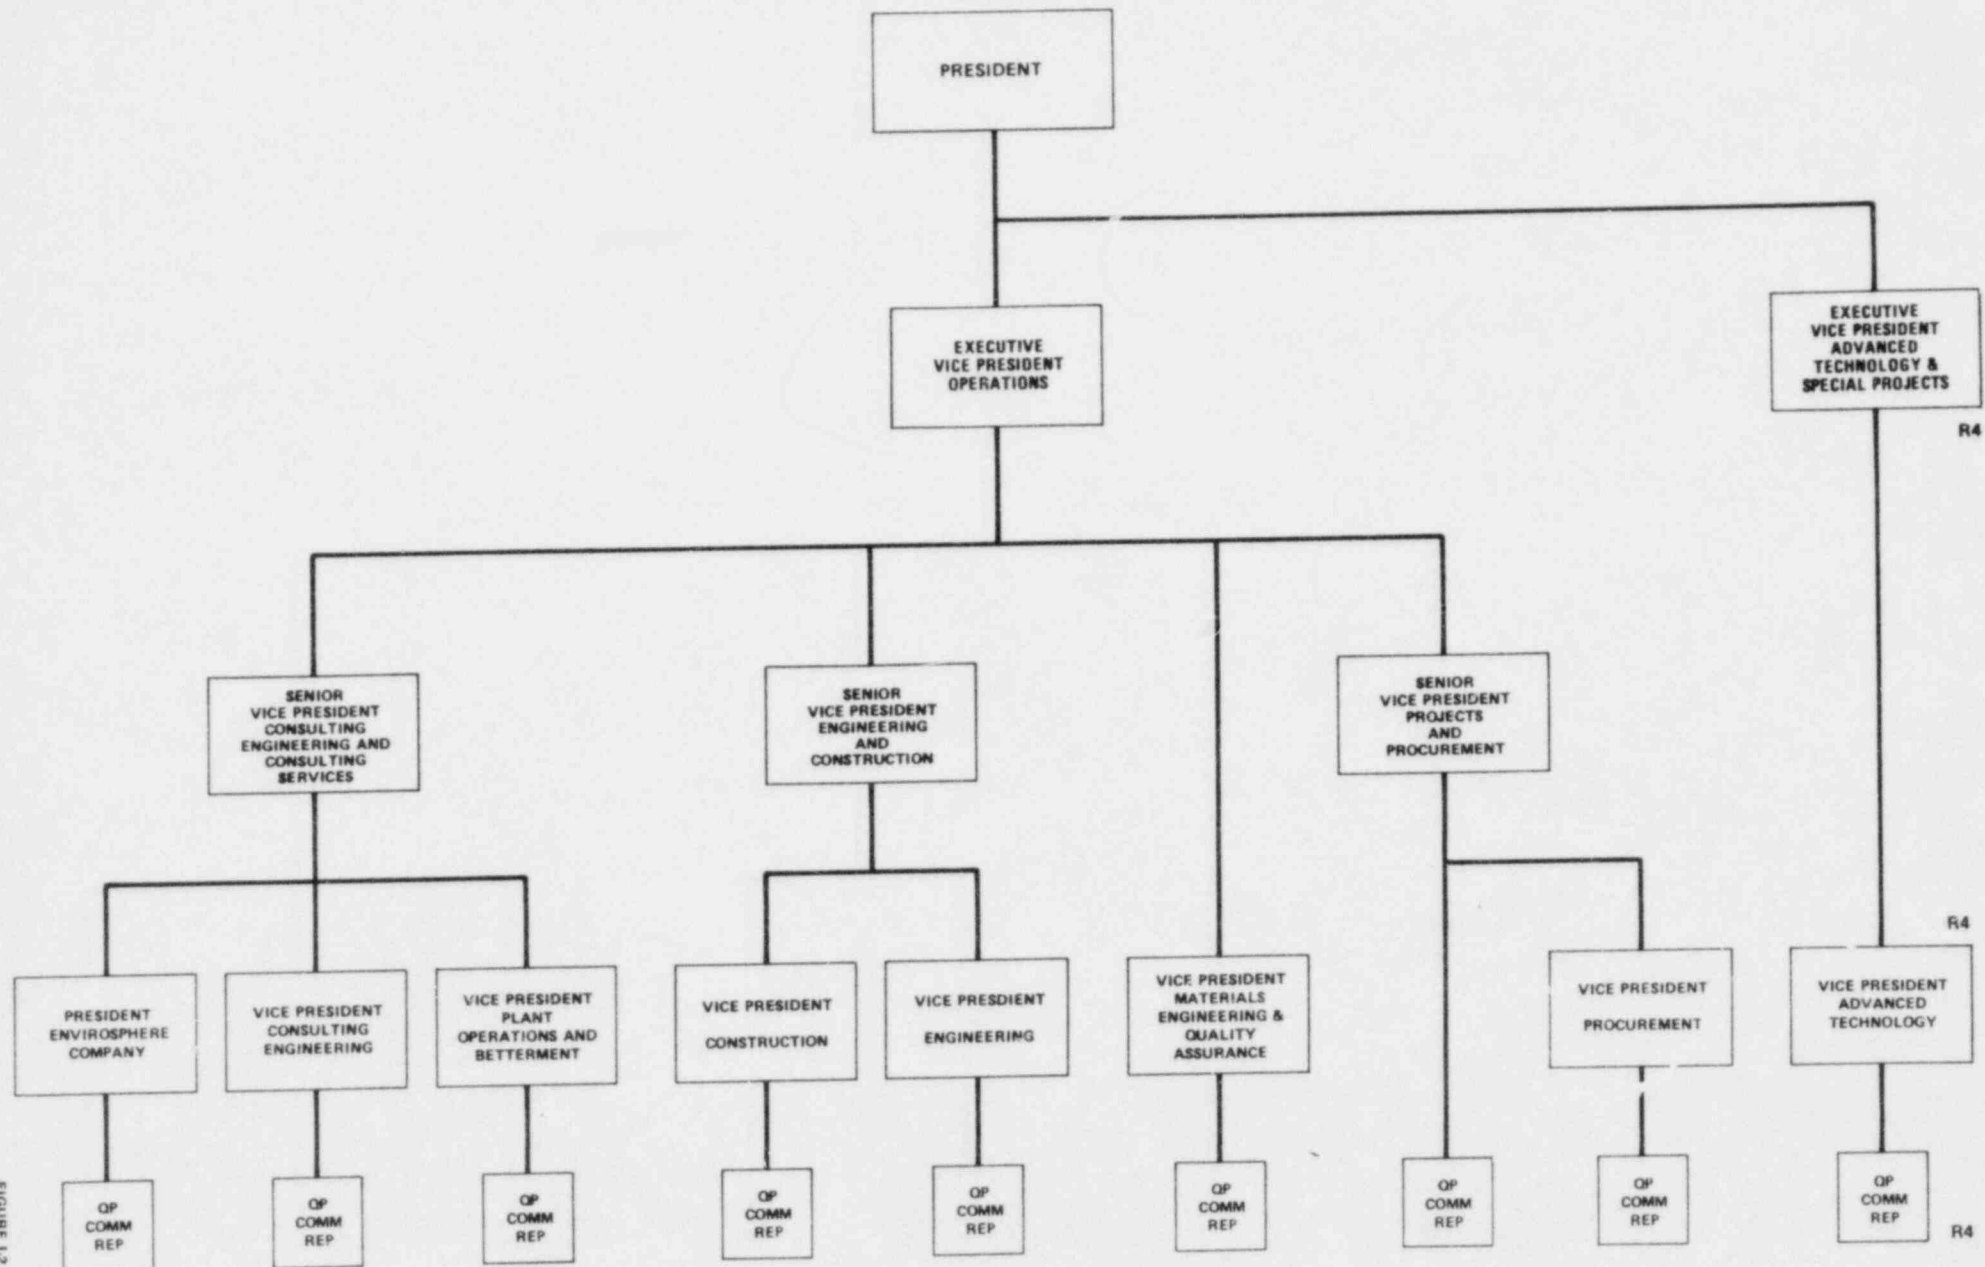 PRESIDENT
EXECUTIVE
VICE PRESIDENT
OPERATIONS
EXECUTIVE
VICE PRESIDENT
ADVANCED
TECHNOLOGY &
SPECIAL PROJECTS
R4
SENIOR
VICE PRESIDENT
CONSULTING
ENGINEERING AND
CONSULTING
SERVICES
SENIOR
VICE PRESIDENT
ENGINEERING
AND
CONSTRUCTION
SENIOR
VICE PRESIDENT
PROJECTS
AND
PROCUREMENT
R4
PRESIDENT
ENVIROSPHERE
COMPANY
VICE PRESIDENT
CONSULTING
ENGINEERING
VICE PRESIDENT
PLANT
OPERATIONS AND
BETTERMENT
VICE PRESIDENT
CONSTRUCTION
VICE PRESDIENT
ENGINEERING
VICE PRESIDENT
MATERIALS
ENGINEERING &
QUALITY
ASSURANCE
VICE PRESIDENT
PROCUREMENT
VICE PRESIDENT
ADVANCED
TECHNOLOGY
QP
COMM
REP
QP
COMM
REP
QP
COMM
REP
QP
COMM
REP
QP
COMM
REP
QP
COMM
REP
QP
COMM
REP
QP
COMM
REP
QP
COMM
REP
R4
FIGURE 1-2